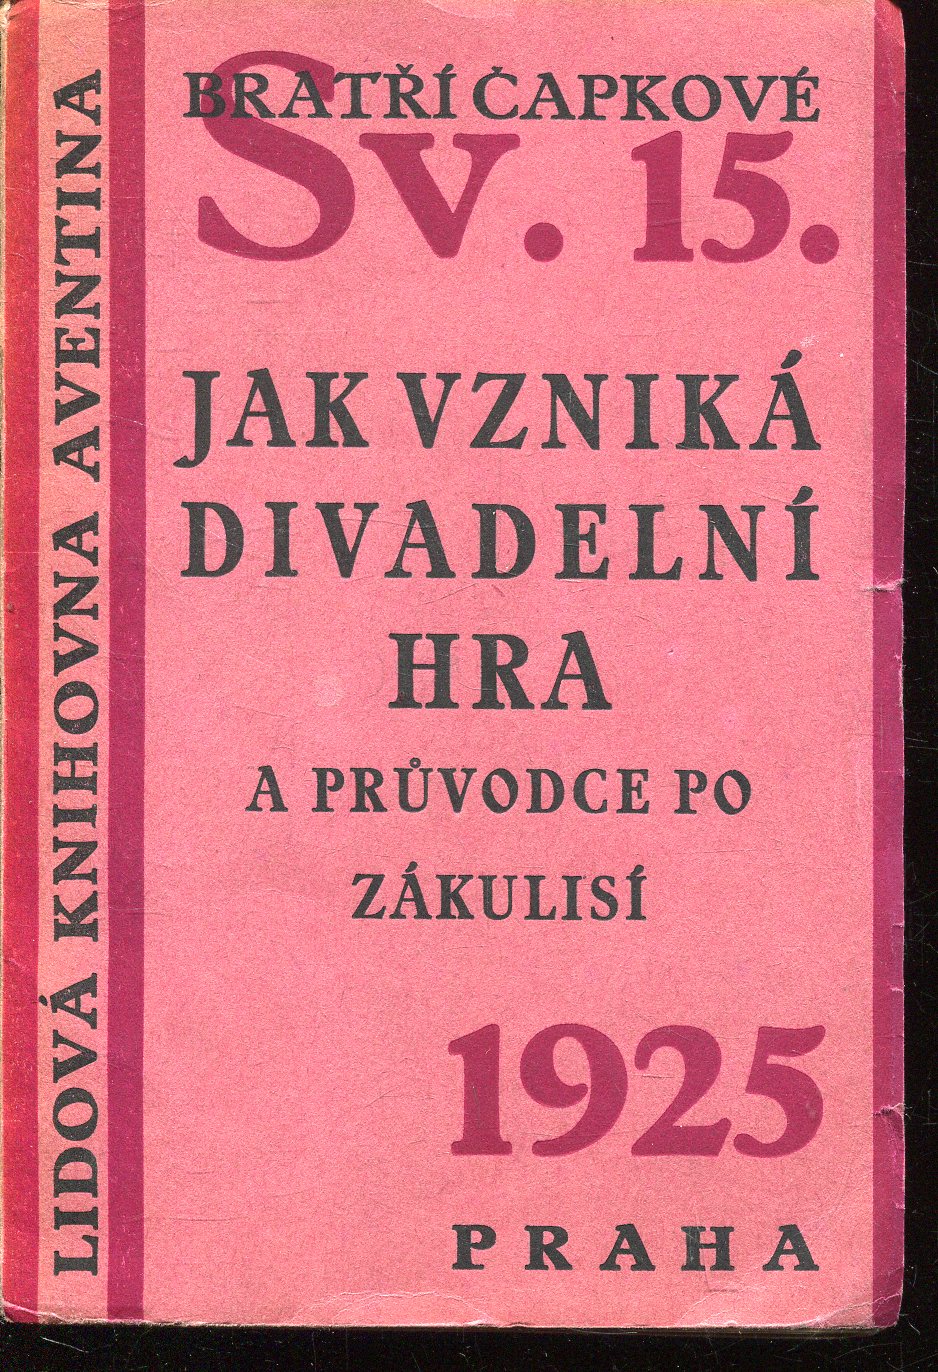 BRATŘÍ ČAPKOVÉ
Sv. 15.
JAK VZNIKÁ
DIVADELNÍ
HRA
A PRŮVODCE PO
ZÁKULISÍ
1925
PRAHA
LIDOVÁ KNIHOVNA AVENTINA